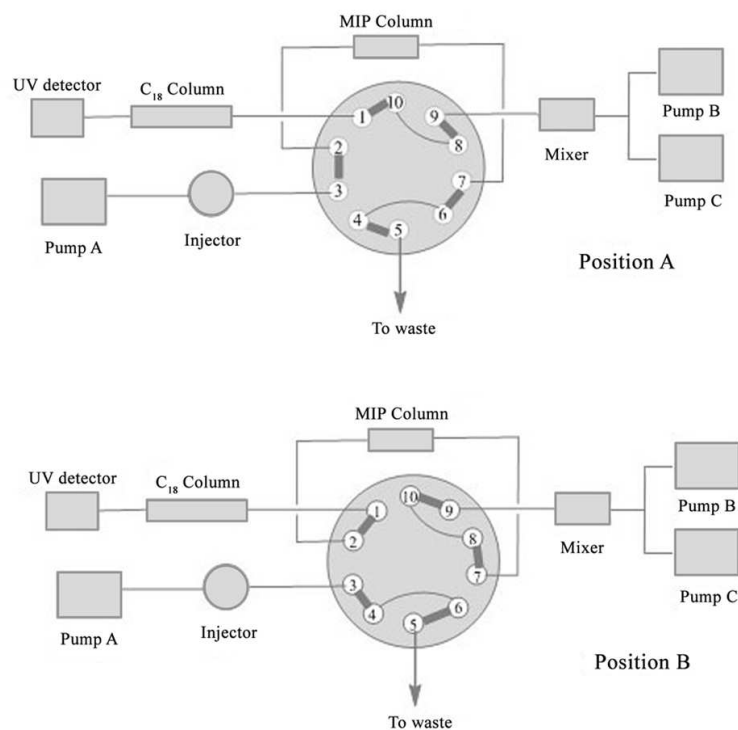 MIP Column
UV detector
C₁₈ Column
1
10
9
8
2
3
7
4
5
6
Mixer
Pump B
Pump C
Pump A
Injector
Position A
To waste
MIP Column
UV detector
C₁₈ Column
10
1
9
2
8
3
7
4
6
5
Mixer
Pump B
Pump C
Pump A
Injector
Position B
To waste